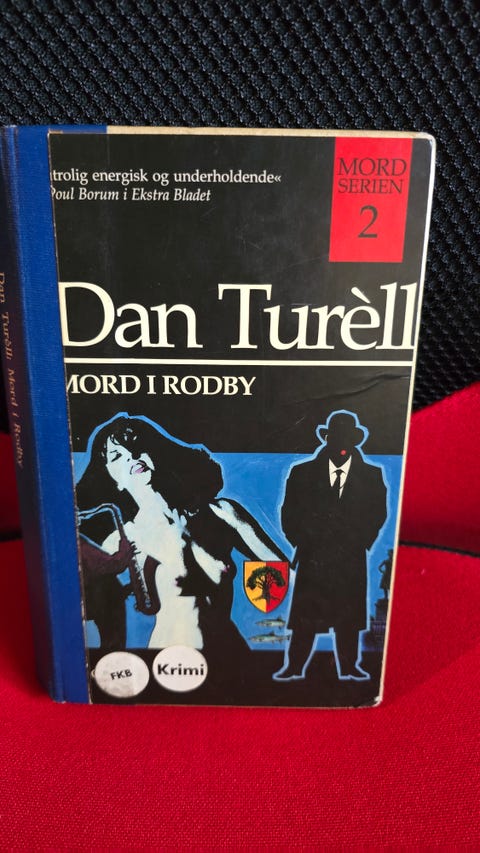 trolig energisk og underholdende«
Poul Borum i Ekstra Bladet
MORD
SERIEN
2
Dan Turèll
MORD I RODBY
FKB
Krimi
Dan Turèll: Mord i Rodby